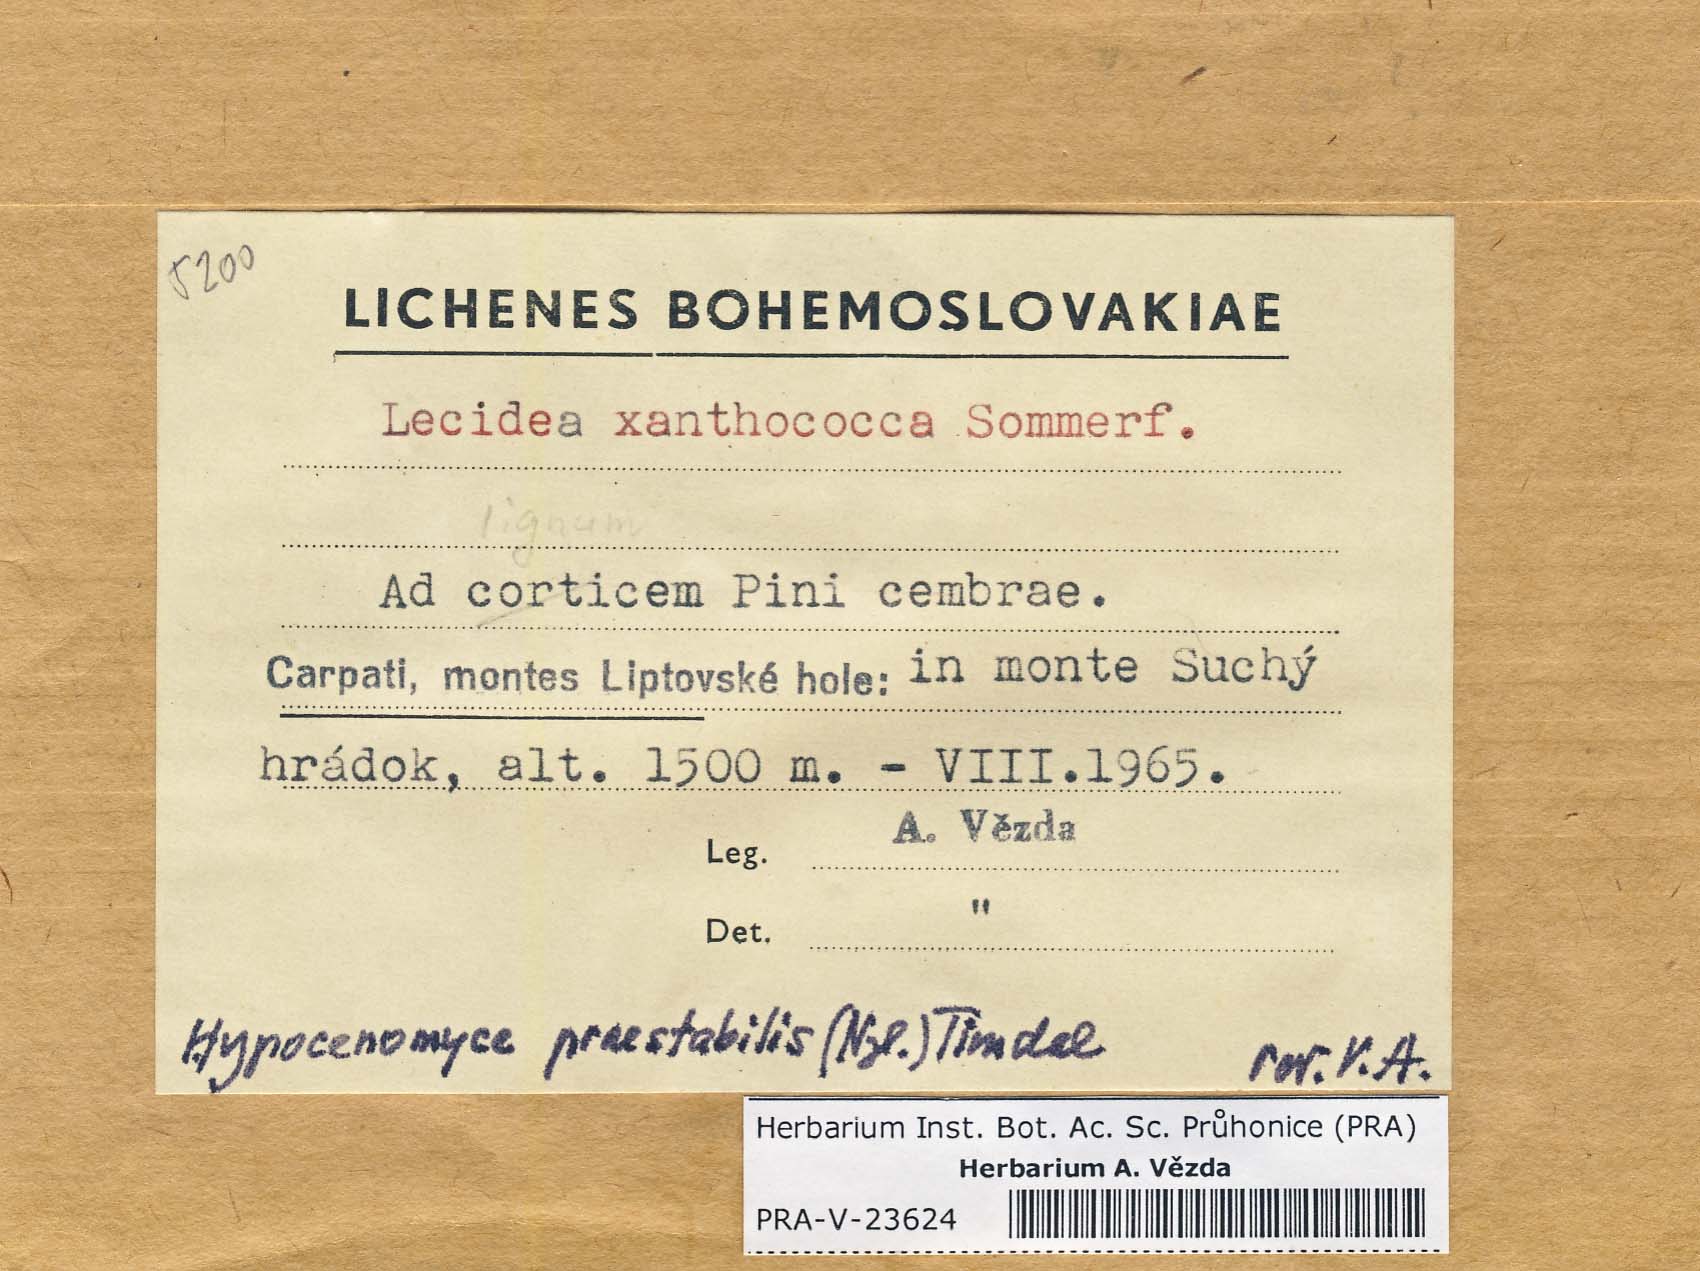 5200
LICHENES BOHEMOSLOVAKIAE
Lecidea xanthococca Sommerf.
lignum
Ad corticem Pini cembrae.
Carpati, montes Liptovské hole: in monte Suchý
hrádok, alt. 1500 m. - VIII.1965.
Leg. A. Vězda
Det. "
Hypocenomyce praestabilis (Nyl.) Timdal
rev. V.A.
Herbarium Inst. Bot. Ac. Sc. Průhonice (PRA)
Herbarium A. Vězda
PRA-V-23624